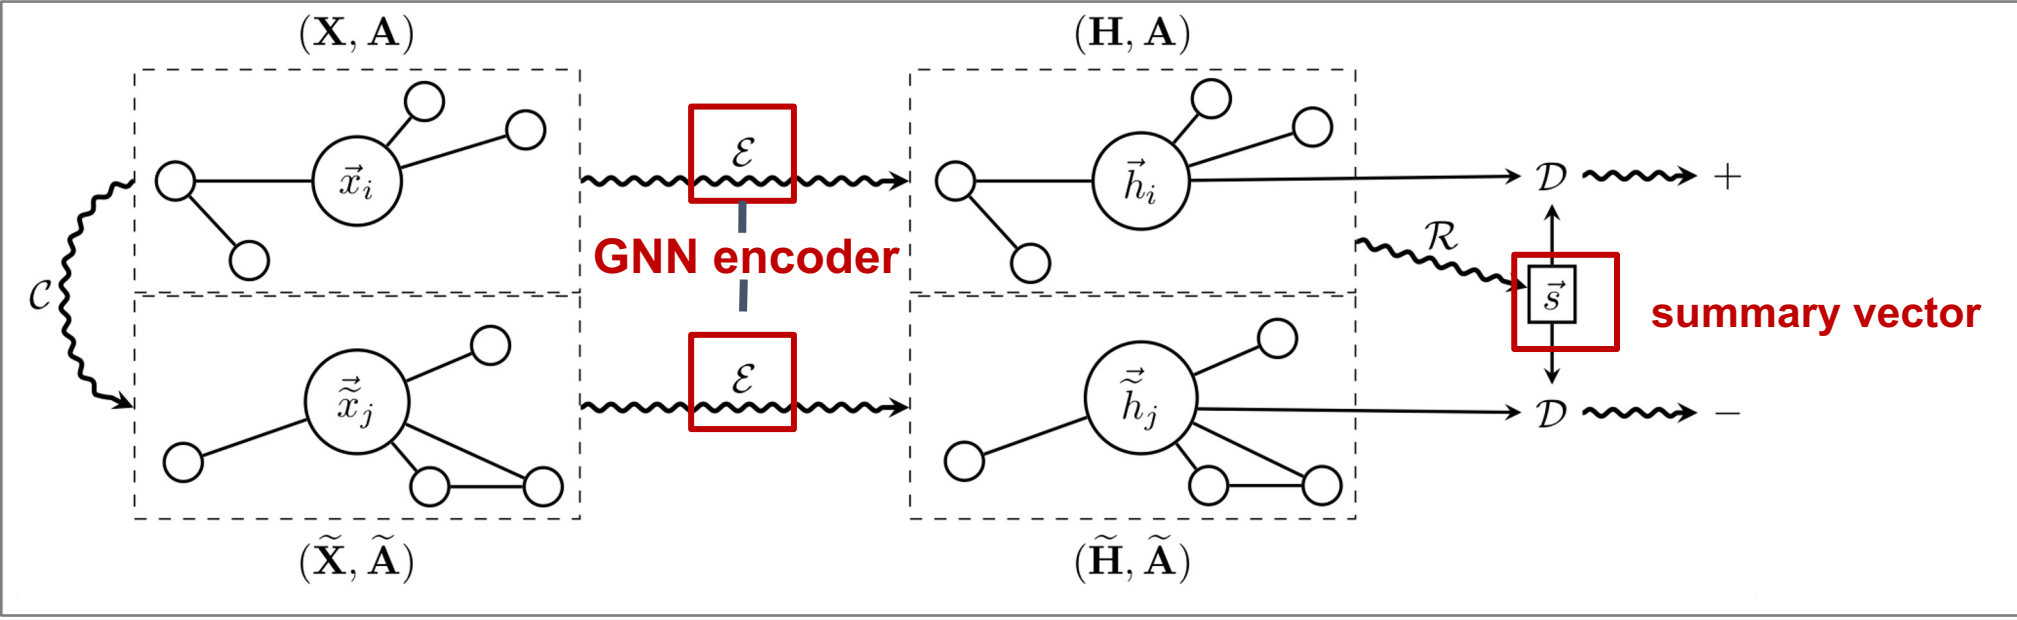 (X, A)
(H, A)
ℰ
x⃗ᵢ
h⃗ᵢ
𝒟
+
ℛ
GNN encoder
𝒞
s⃗
summary vector
ℰ
x̃⃗ⱼ
h̃⃗ⱼ
𝒟
−
(X̃, Ã)
(H̃, Ã)